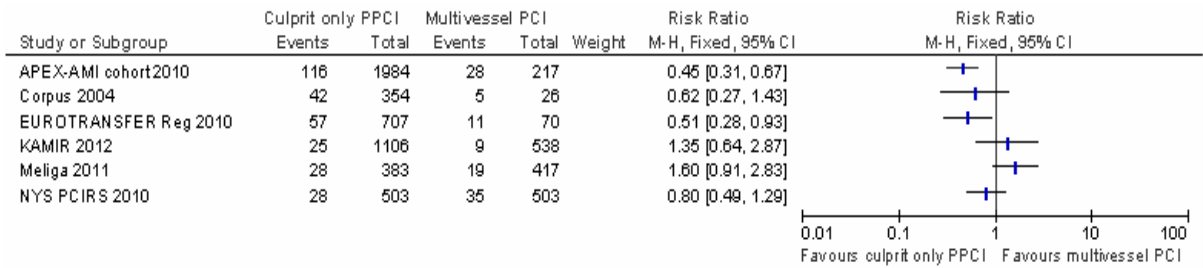 Culprit only PPCI Multivessel PCI Risk Ratio Risk Ratio
Study or Subgroup Events Total Events Total Weight M-H, Fixed, 95% CI M-H, Fixed, 95% CI
APEX-AMI cohort2010 116 1984 28 217 0.45 [0.31, 0.67]
Corpus 2004 42 354 5 26 0.62 [0.27, 1.43]
EUROTRANSFER Reg 2010 57 707 11 70 0.51 [0.28, 0.93]
KAMIR 2012 25 1106 9 538 1.35 [0.64, 2.87]
Meliga 2011 28 383 19 417 1.60 [0.91, 2.83]
NYS PCIRS 2010 28 503 35 503 0.80 [0.49, 1.29]
0.01 0.1 1 10 100
Favours culprit only PPCI Favours multivessel PCI